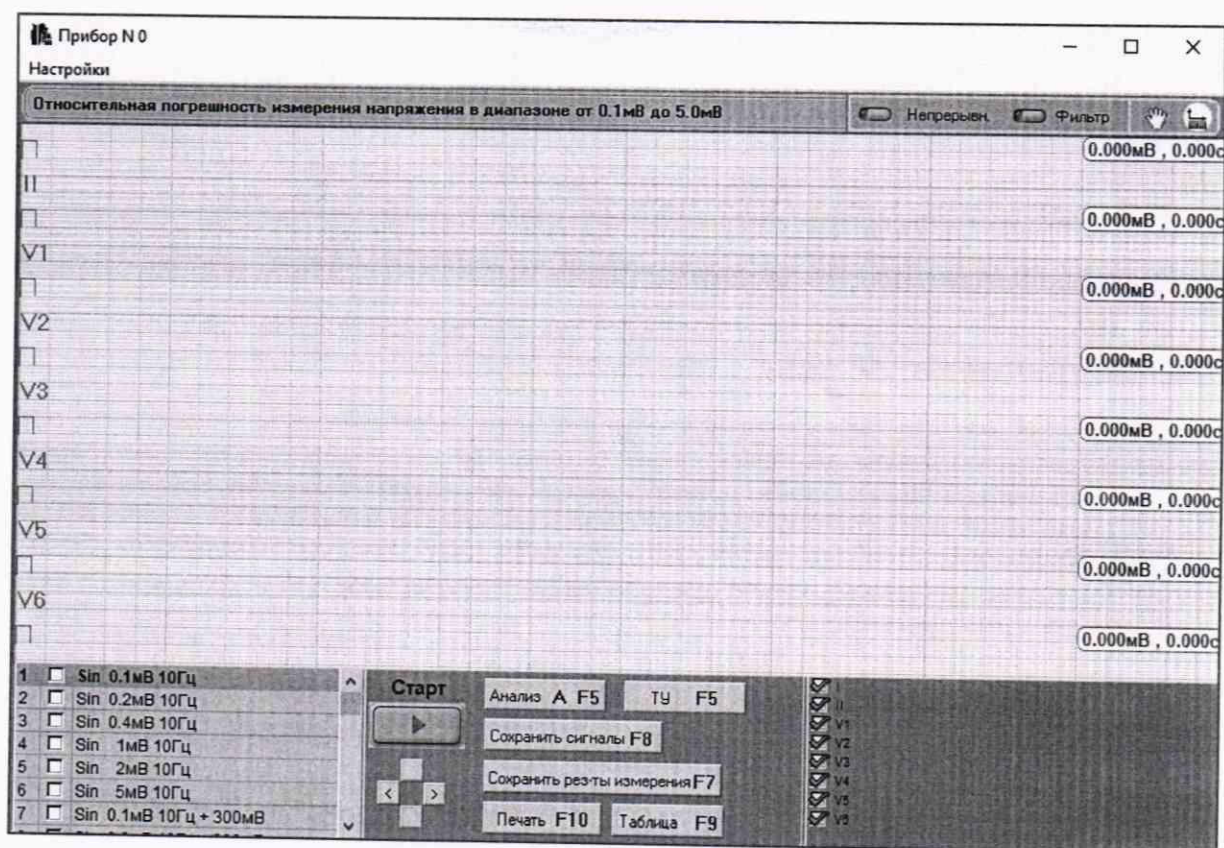 Прибор N 0
Настройки
Относительная погрешность измерения напряжения в диапазоне от 0.1мВ до 5.0мВ
Непрерывн. Фильтр
0.000мВ , 0.000с
II
0.000мВ , 0.000с
V1
0.000мВ , 0.000с
V2
0.000мВ , 0.000с
V3
0.000мВ , 0.000с
V4
0.000мВ , 0.000с
V5
0.000мВ , 0.000с
V6
0.000мВ , 0.000с
1 Sin 0.1мВ 10Гц
2 Sin 0.2мВ 10Гц
3 Sin 0.4мВ 10Гц
4 Sin 1мВ 10Гц
5 Sin 2мВ 10Гц
6 Sin 5мВ 10Гц
7 Sin 0.1мВ 10Гц + 300мВ
Старт
Анализ А F5
ТУ F5
Сохранить сигналы F8
Сохранить рез-ты измерения F7
Печать F10
Таблица F9
I
II
V1
V2
V3
V4
V5
V6